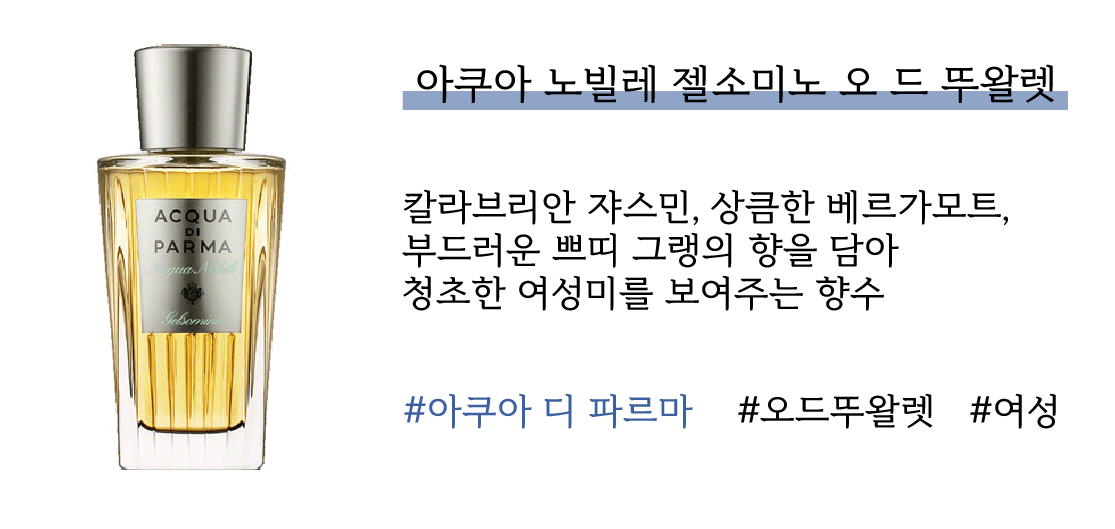 ACQUA
DI
PARMA
Acqua Nobile
Gelsomino
아쿠아 노빌레 젤소미노 오 드 뚜왈렛
칼라브리안 쟈스민, 상큼한 베르가모트,
부드러운 쁘띠 그랭의 향을 담아
청초한 여성미를 보여주는 향수
#아쿠아 디 파르마 #오드뚜왈렛 #여성